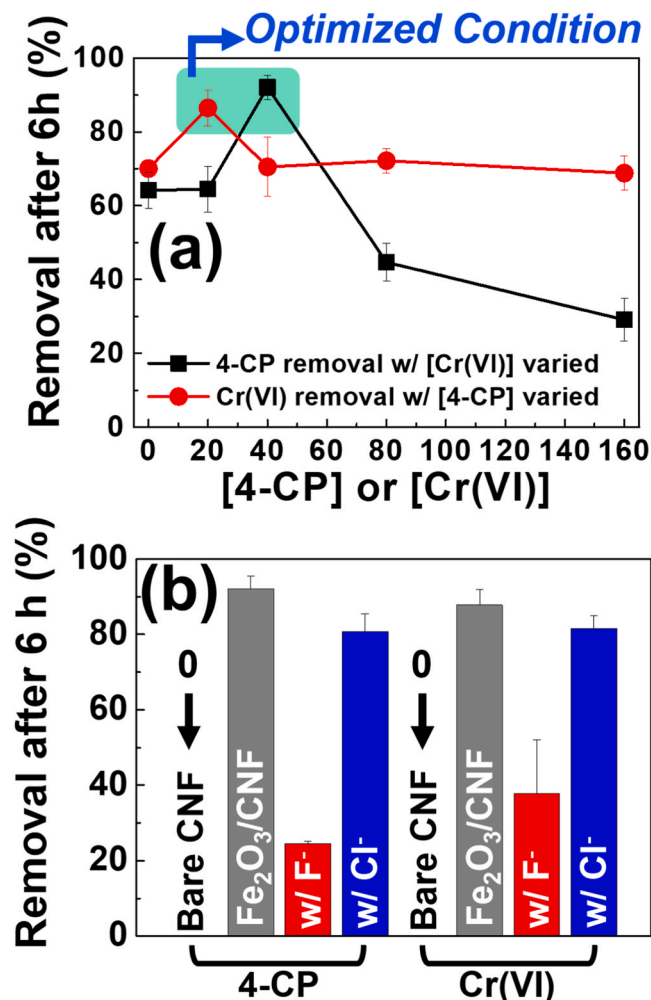 Optimized Condition
Removal after 6h (%)
100
80
60
40
20
0
(a)
4-CP removal w/ [Cr(VI)] varied
Cr(VI) removal w/ [4-CP] varied
0 20 40 60 80 100 120 140 160
[4-CP] or [Cr(VI)]
Removal after 6 h (%)
100
80
60
40
20
0
(b)
0
0
Bare CNF
Fe₂O₃/CNF
w/ F⁻
w/ Cl⁻
Bare CNF
Fe₂O₃/CNF
w/ F⁻
w/ Cl⁻
4-CP
Cr(VI)